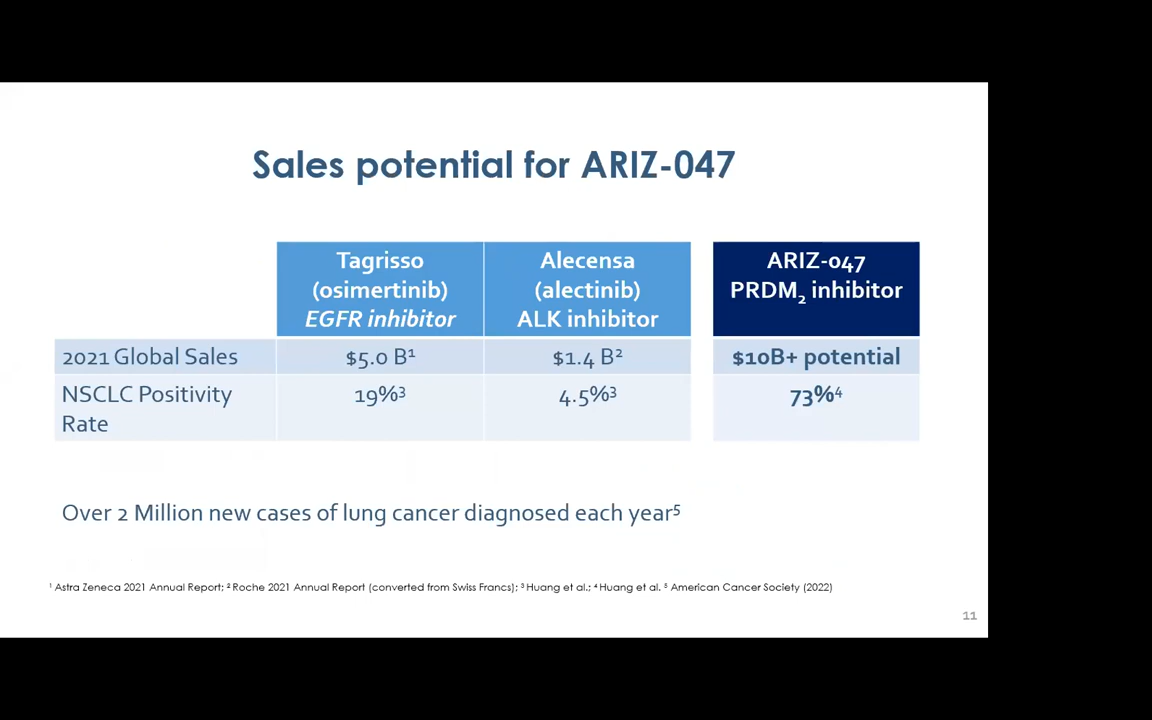 Sales potential for ARIZ-047
Tagrisso
(osimertinib)
EGFR inhibitor
Alecensa
(alectinib)
ALK inhibitor
ARIZ-047
PRDM₂ inhibitor
2021 Global Sales
$5.0 B¹
$1.4 B²
$10B+ potential
NSCLC Positivity
Rate
19%³
4.5%³
73%⁴
Over 2 Million new cases of lung cancer diagnosed each year⁵
¹ Astra Zeneca 2021 Annual Report; ² Roche 2021 Annual Report (converted from Swiss Francs); ³ Huang et al.; ⁴ Huang et al. ⁵ American Cancer Society (2022)
11